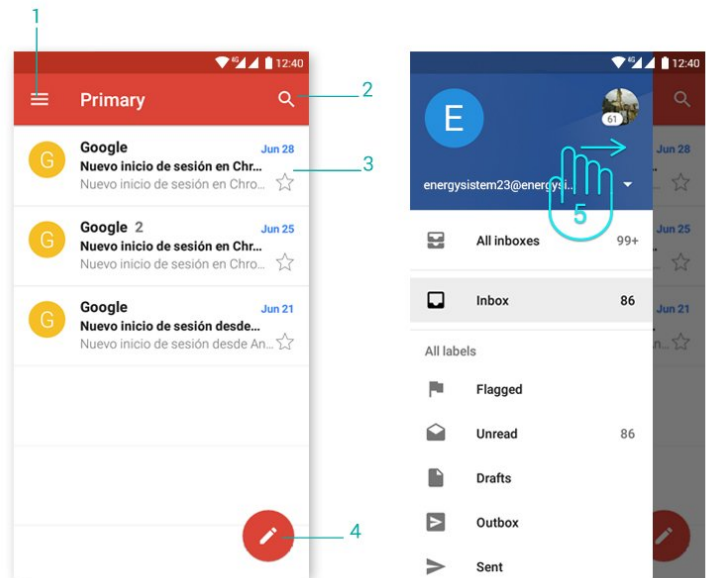 1
4G 12:40
Primary
2
G
Google
Jun 28
Nuevo inicio de sesión en Chr...
3
Nuevo inicio de sesión en Chro...
G
Google 2
Jun 25
Nuevo inicio de sesión en Chr...
Nuevo inicio de sesión en Chro...
G
Google
Jun 21
Nuevo inicio de sesión desde...
Nuevo inicio de sesión desde An...
4
4G 12:40
E
61
Jun 28
energysistem23@energysi...
5
All inboxes 99+
Jun 25
Inbox 86
Jun 21
n...
All labels
Flagged
Unread 86
Drafts
Outbox
Sent